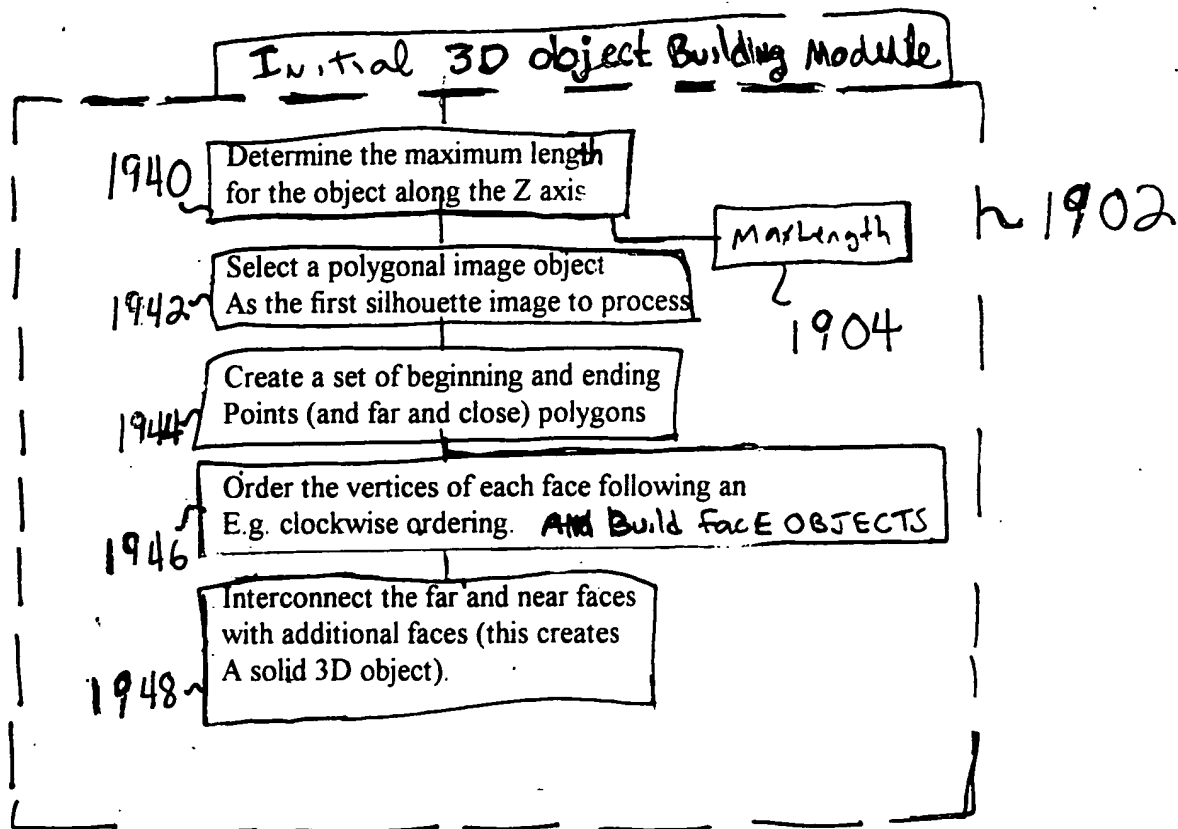 Initial 3D object Building Module
1940
Determine the maximum length
for the object along the Z axis
1902
MaxLength
1904
1942
Select a polygonal image object
As the first silhouette image to process
1944
Create a set of beginning and ending
Points (and far and close) polygons
1946
Order the vertices of each face following an
E.g. clockwise ordering. And Build FacE OBJECTS
1948
Interconnect the far and near faces
with additional faces (this creates
A solid 3D object).